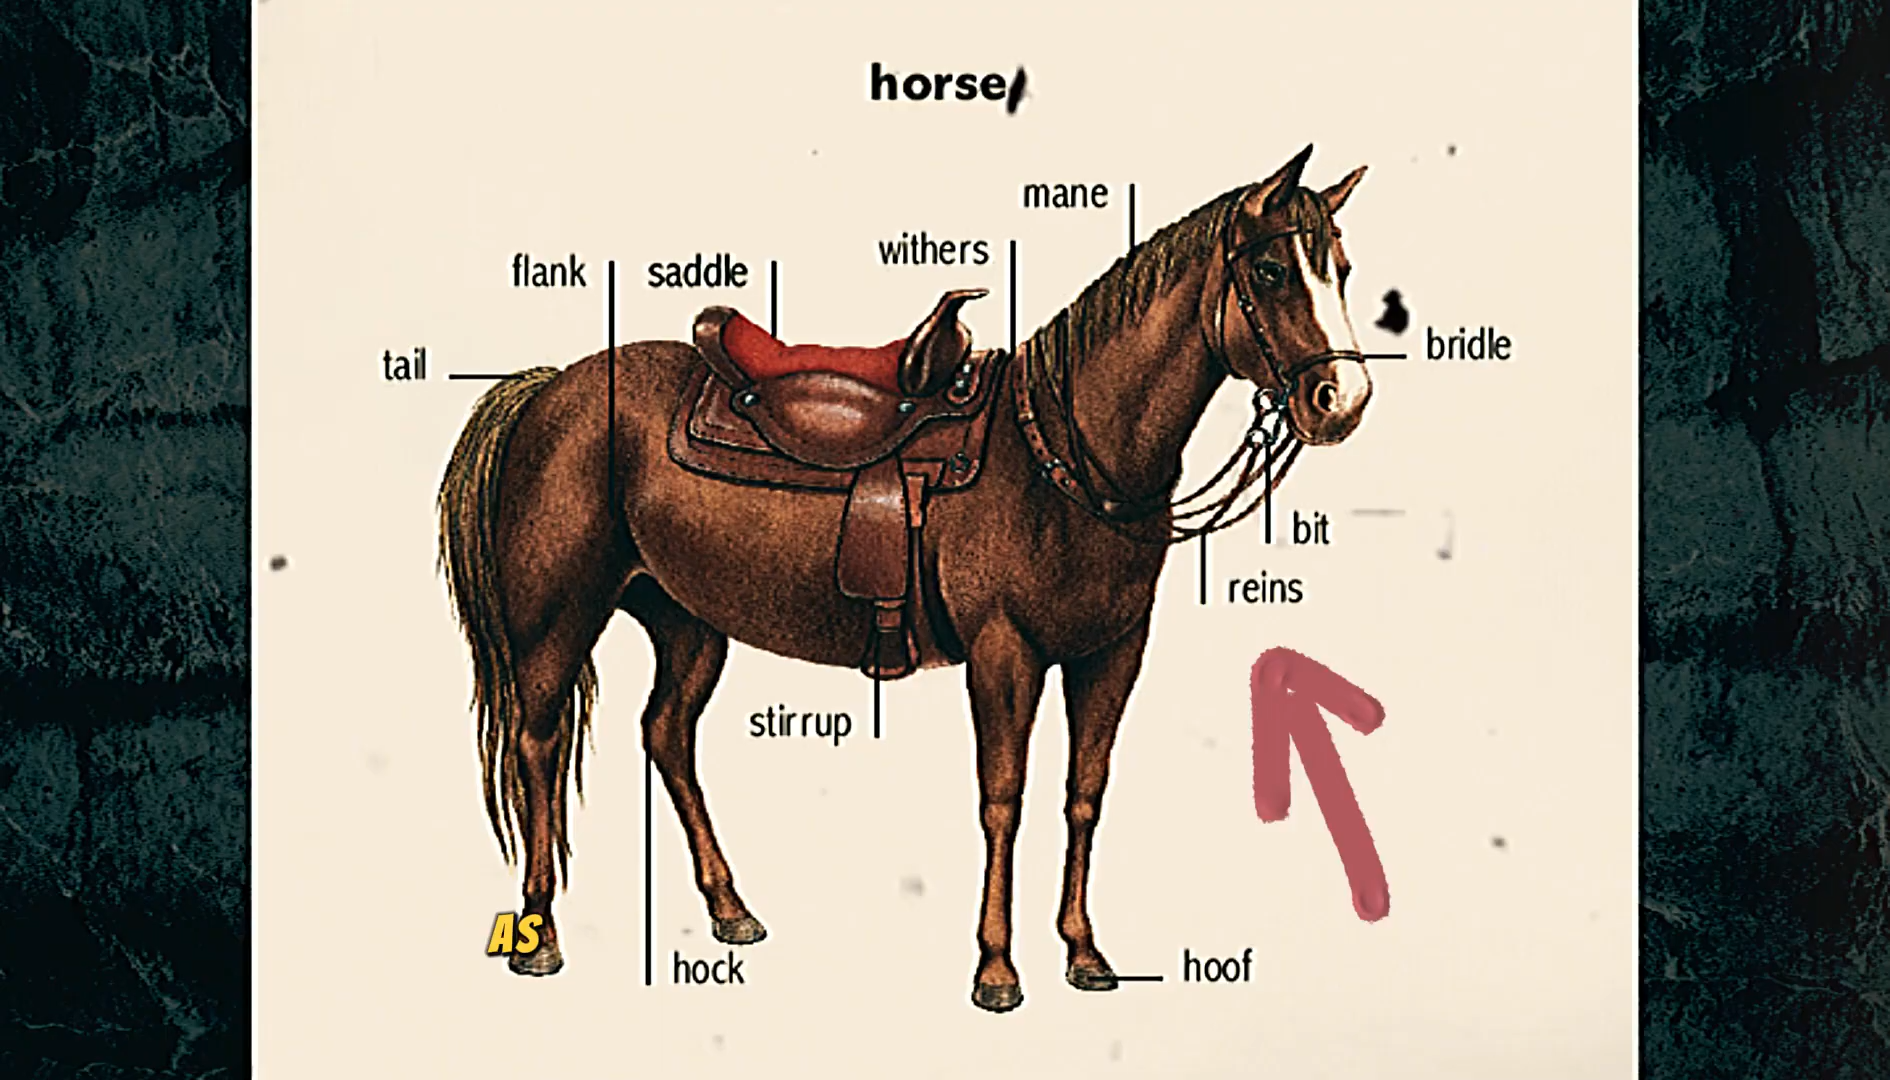 horse
mane
withers
flank
saddle
tail
bridle
bit
reins
stirrup
AS
hock
hoof